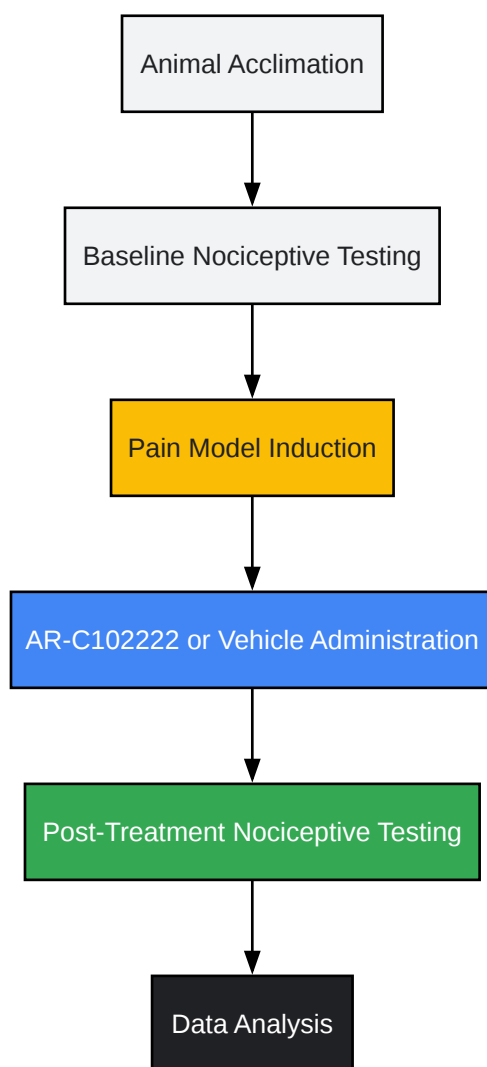 Animal Acclimation
Baseline Nociceptive Testing
Pain Model Induction
AR-C102222 or Vehicle Administration
Post-Treatment Nociceptive Testing
Data Analysis